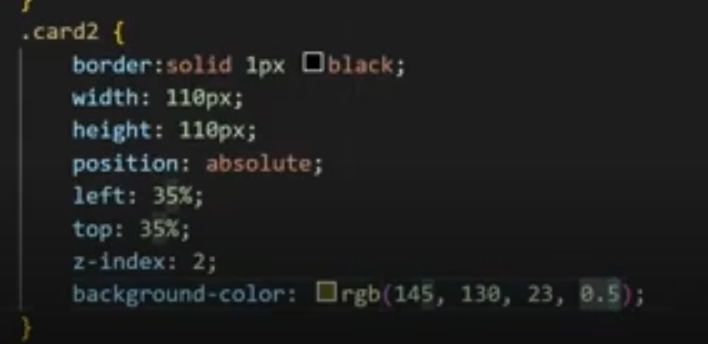 }
.card2 {
border:solid 1px black;
width: 110px;
height: 110px;
position: absolute;
left: 35%;
top: 35%;
z-index: 2;
background-color: rgb(145, 130, 23, 0.5);
}